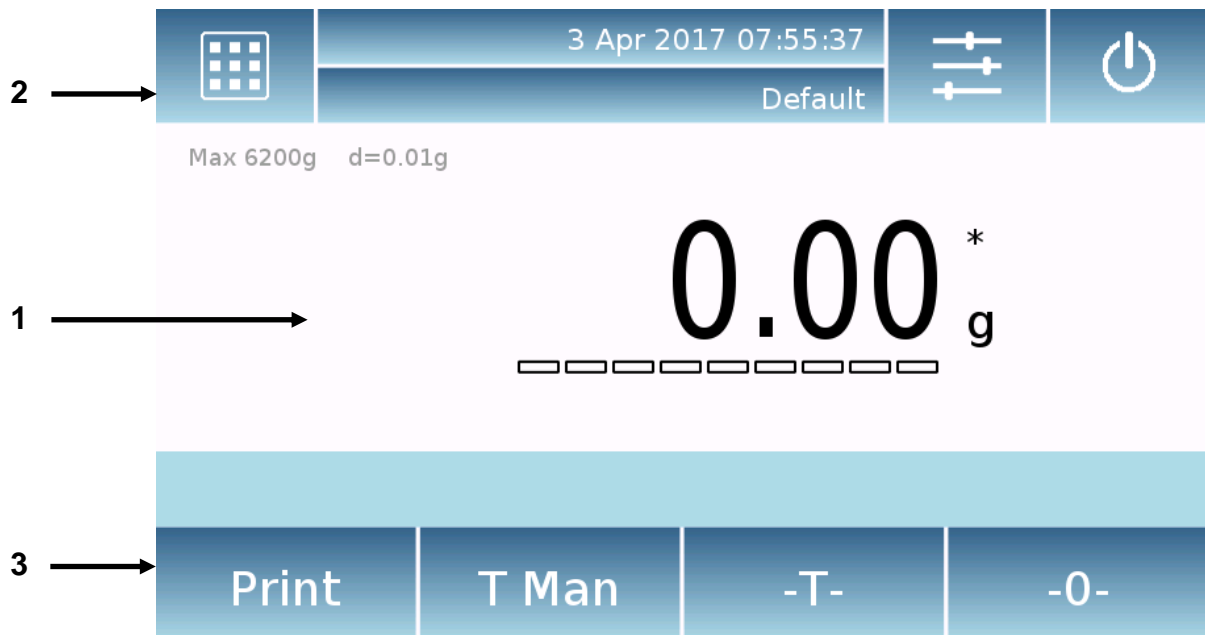 3 Apr 2017 07:55:37
2
Default
Max 6200g d=0.01g
0.00 *
1
g
3
Print T Man -T- -0-